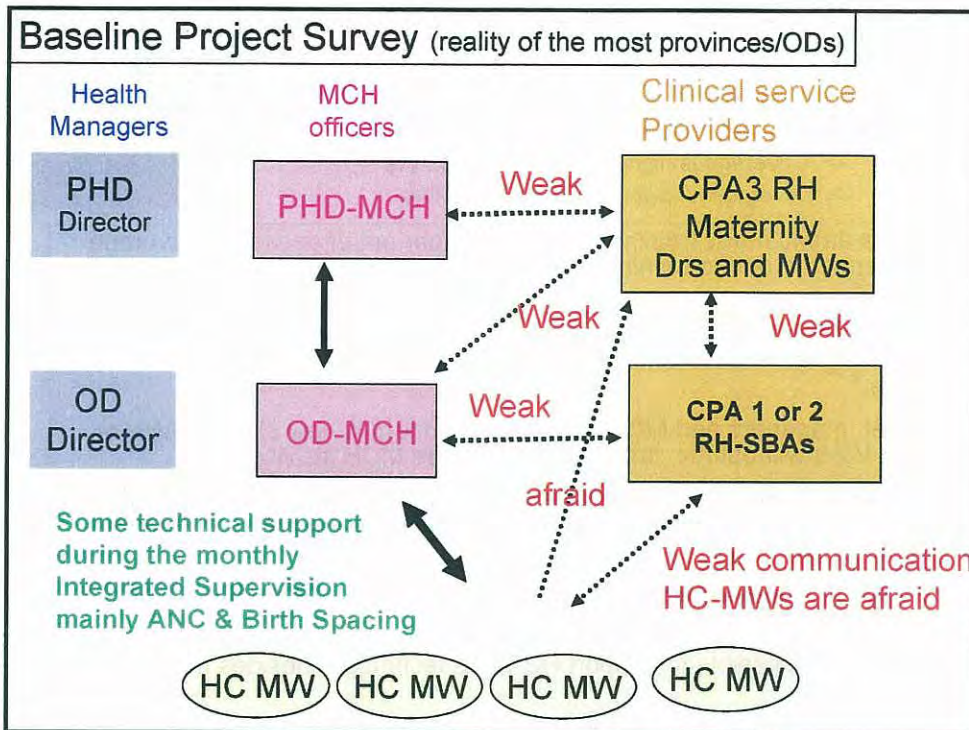 Baseline Project Survey (reality of the most provinces/ODs)
Health
Managers
MCH
officers
Clinical service
Providers
PHD
Director
PHD-MCH
Weak
CPA3 RH
Maternity
Drs and MWs
Weak
Weak
OD
Director
OD-MCH
Weak
CPA 1 or 2
RH-SBAs
afraid
Some technical support
during the monthly
Integrated Supervision
mainly ANC & Birth Spacing
Weak communication
HC-MWs are afraid
HC MW
HC MW
HC MW
HC MW